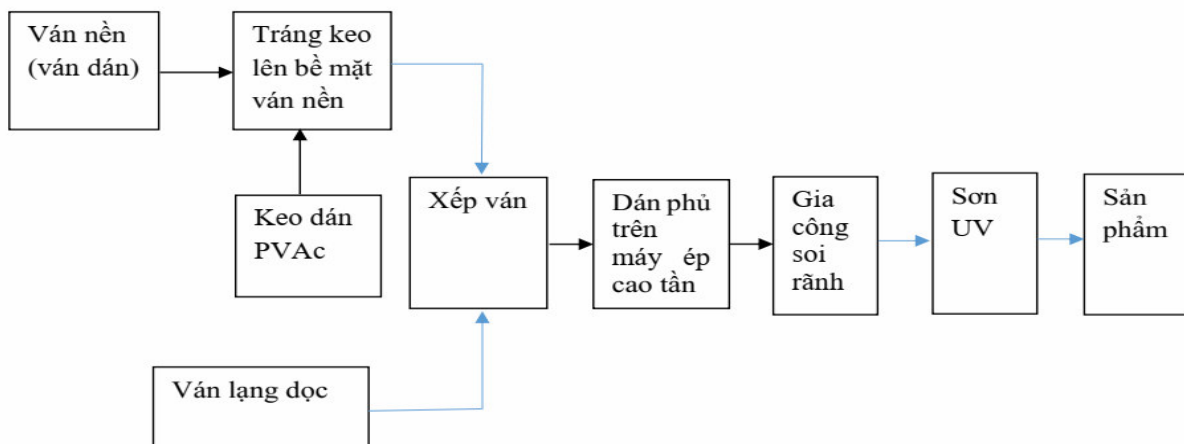 Ván nền
(ván dán)
Tráng keo
lên bề mặt
ván nền
Keo dán
PVAc
Xếp ván
Ván lạng dọc
Dán phủ
trên
máy ép
cao tần
Gia
công
soi
rãnh
Sơn
UV
Sản
phẩm